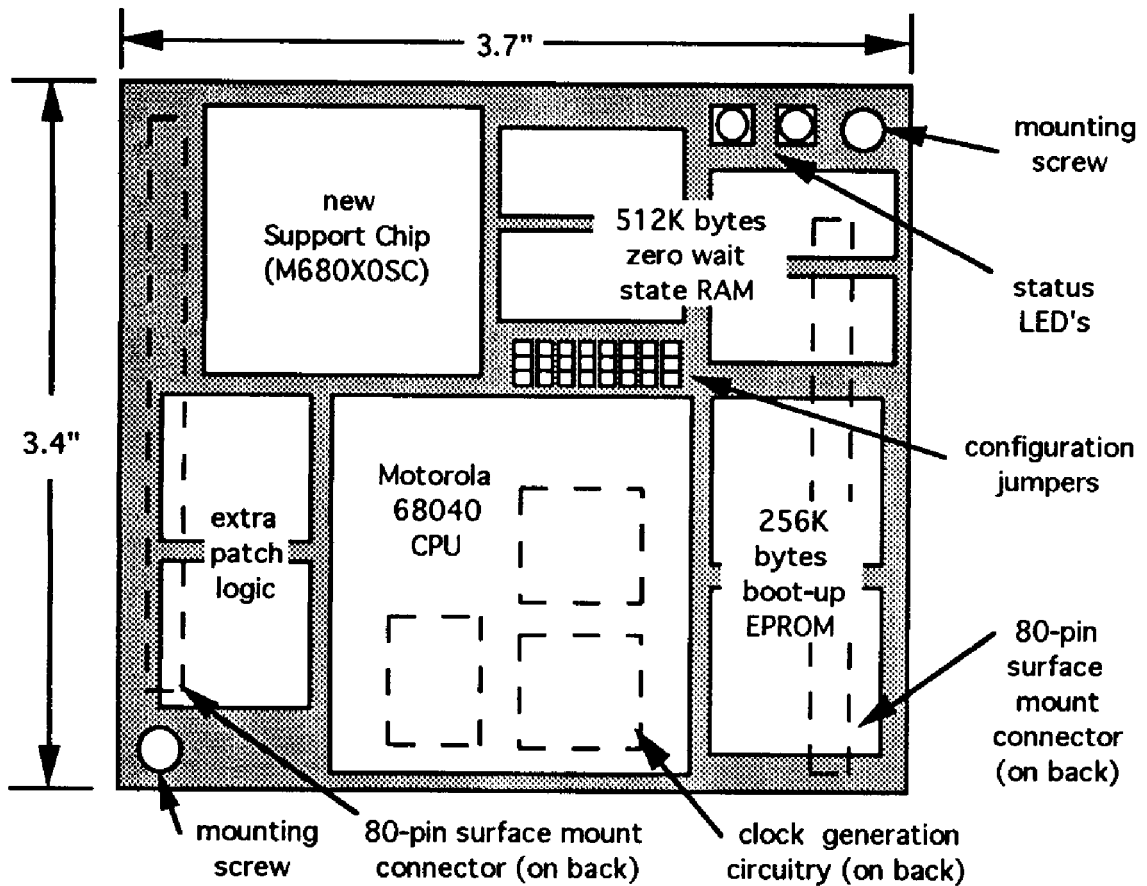 3.7"
mounting
screw
new
Support Chip
(M680X0SC)
512K bytes
zero wait
state RAM
status
LED's
3.4"
configuration
jumpers
Motorola
68040
CPU
extra
patch
logic
256K
bytes
boot-up
EPROM
80-pin
surface
mount
connector
(on back)
mounting
screw
80-pin surface mount
connector (on back)
clock generation
circuitry (on back)